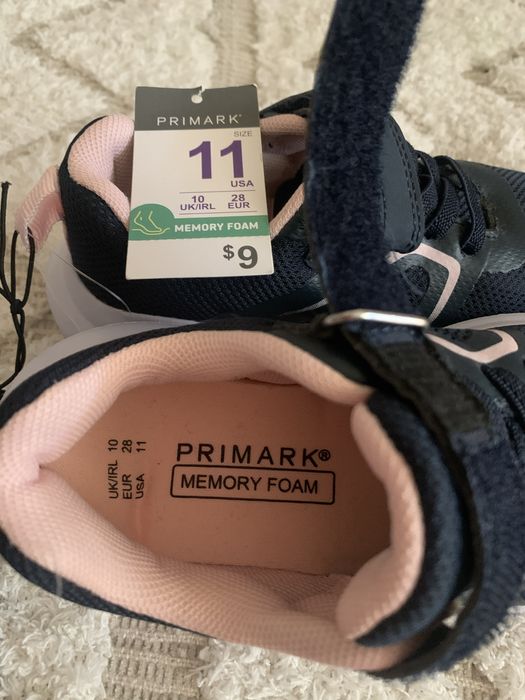 PRIMARK®
SIZE
11
USA
10 28
UK/IRL EUR
MEMORY FOAM
$9
UK/IRL 10
EUR 28
USA 11
PRIMARK®
MEMORY FOAM